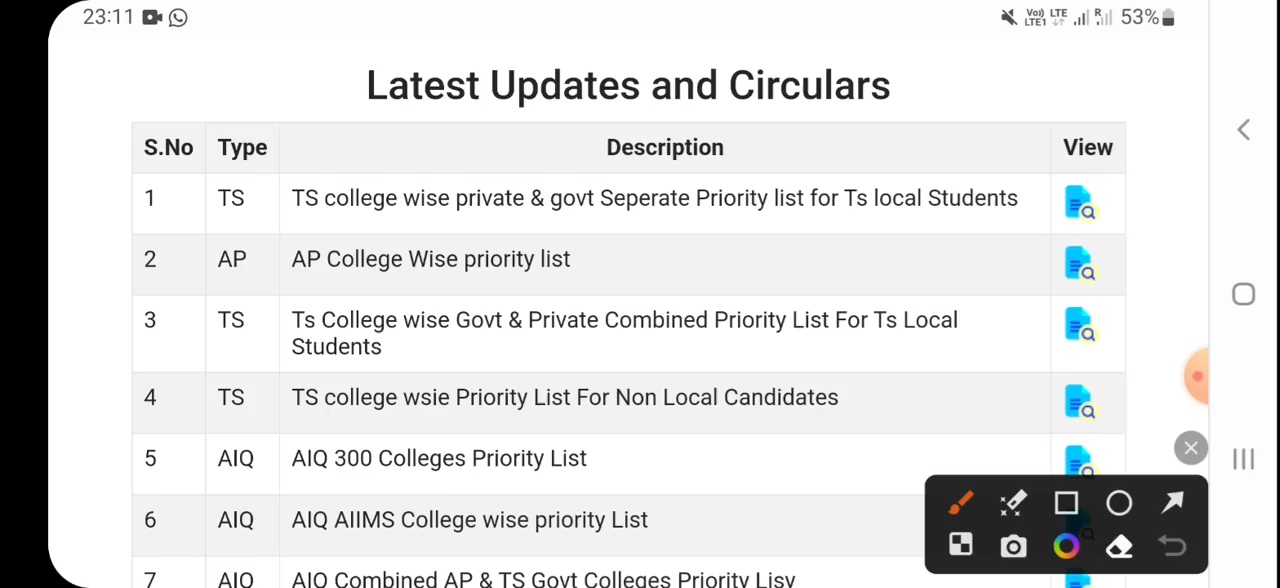 23:11
Vo)) LTE R 53%
LTE1
Latest Updates and Circulars
S.No Type Description View
1 TS TS college wise private & govt Seperate Priority list for Ts local Students
2 AP AP College Wise priority list
3 TS Ts College wise Govt & Private Combined Priority List For Ts Local
Students
4 TS TS college wsie Priority List For Non Local Candidates
5 AIQ AIQ 300 Colleges Priority List
6 AIQ AIQ AIIMS College wise priority List
7 AIQ AIQ Combined AP & TS Govt Colleges Priority Lisy